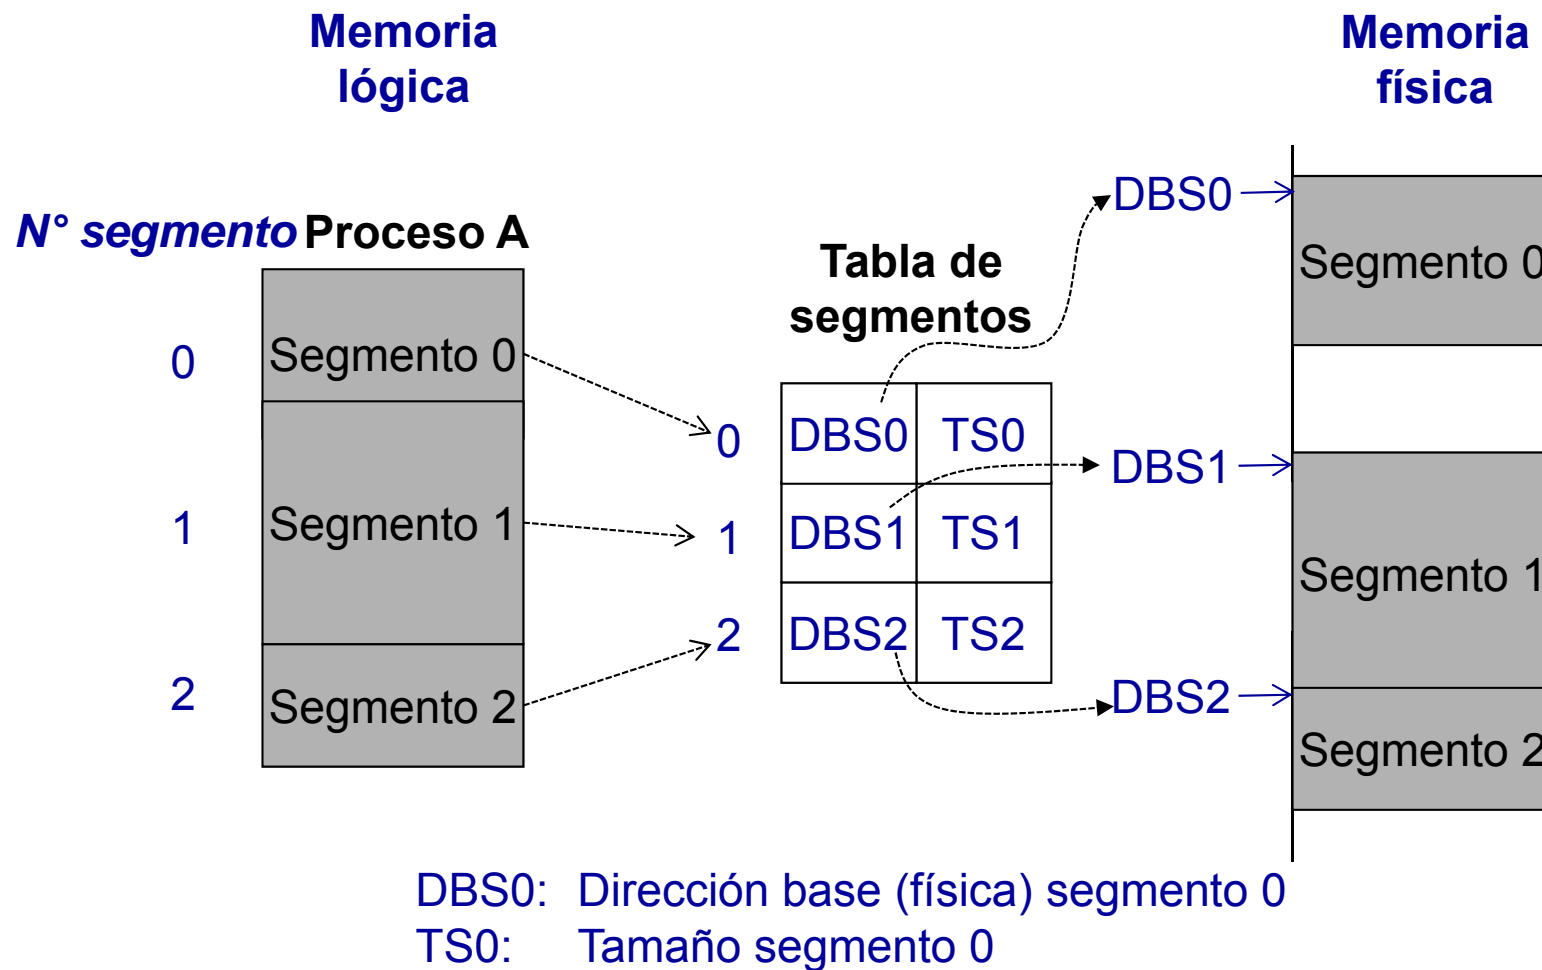 Memoria
lógica
Memoria
física
N° segmento
Proceso A
0
Segmento 0
1
Segmento 1
2
Segmento 2
Tabla de
segmentos
0
DBS0
TS0
1
DBS1
TS1
2
DBS2
TS2
DBS0
DBS1
DBS2
Segmento 0
Segmento 1
Segmento 2
DBS0: Dirección base (física) segmento 0
TS0: Tamaño segmento 0